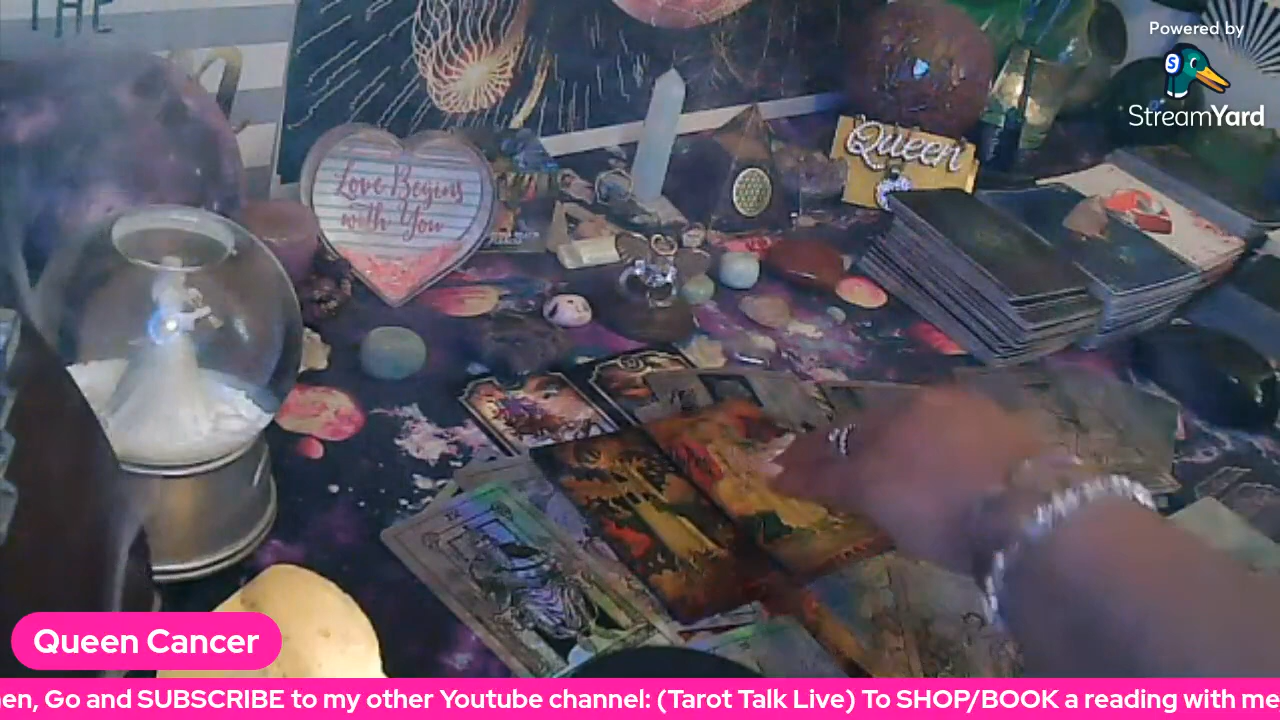 THE
Powered by
StreamYard
Queen
Love Begins
with You
Queen Cancer
en, Go and SUBSCRIBE to my other Youtube channel: (Tarot Talk Live) To SHOP/BOOK a reading with me